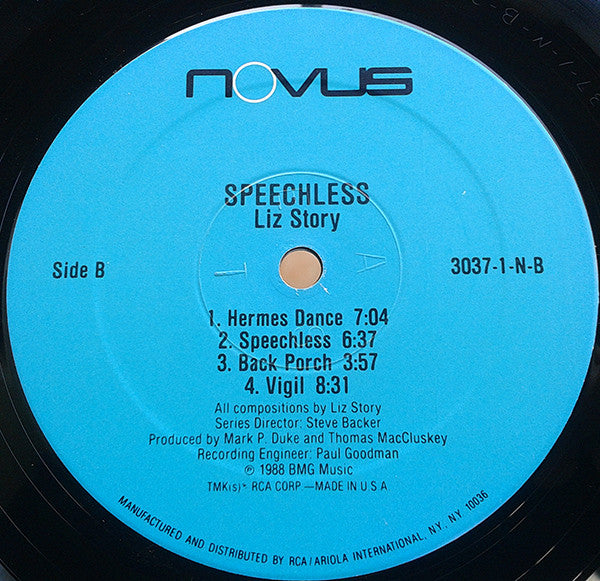 NOVUS
SPEECHLESS
Liz Story
Side B
3037-1-N-B
1. Hermes Dance 7:04
2. Speechless 6:37
3. Back Porch 3:57
4. Vigil 8:31
All compositions by Liz Story
Series Director: Steve Backer
Produced by Mark P. Duke and Thomas MacCluskey
Recording Engineer: Paul Goodman
℗ 1988 BMG Music
TMK(s)® RCA CORP — MADE IN U S A
MANUFACTURED AND DISTRIBUTED BY RCA/ARIOLA INTERNATIONAL, NY, NY 10036